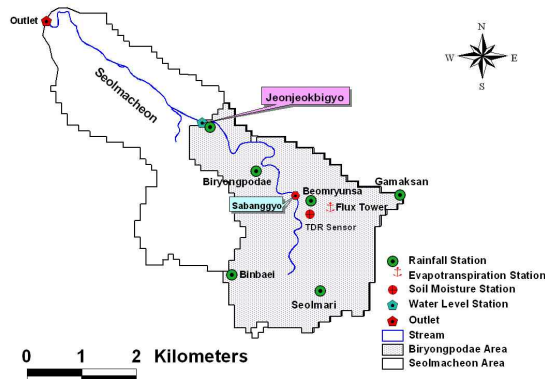 Outlet
N
W E
S
Seolmacheon
Jeonjeokbigyo
Biryongpodae
Beomryunsa
Gamaksan
Sabanggyo
Flux Tower
TDR Sensor
Binbaei
Seolmari
Rainfall Station
Evapotranspiration Station
Soil Moisture Station
Water Level Station
Outlet
Stream
Biryongpodae Area
Seolmacheon Area
0 1 2 Kilometers